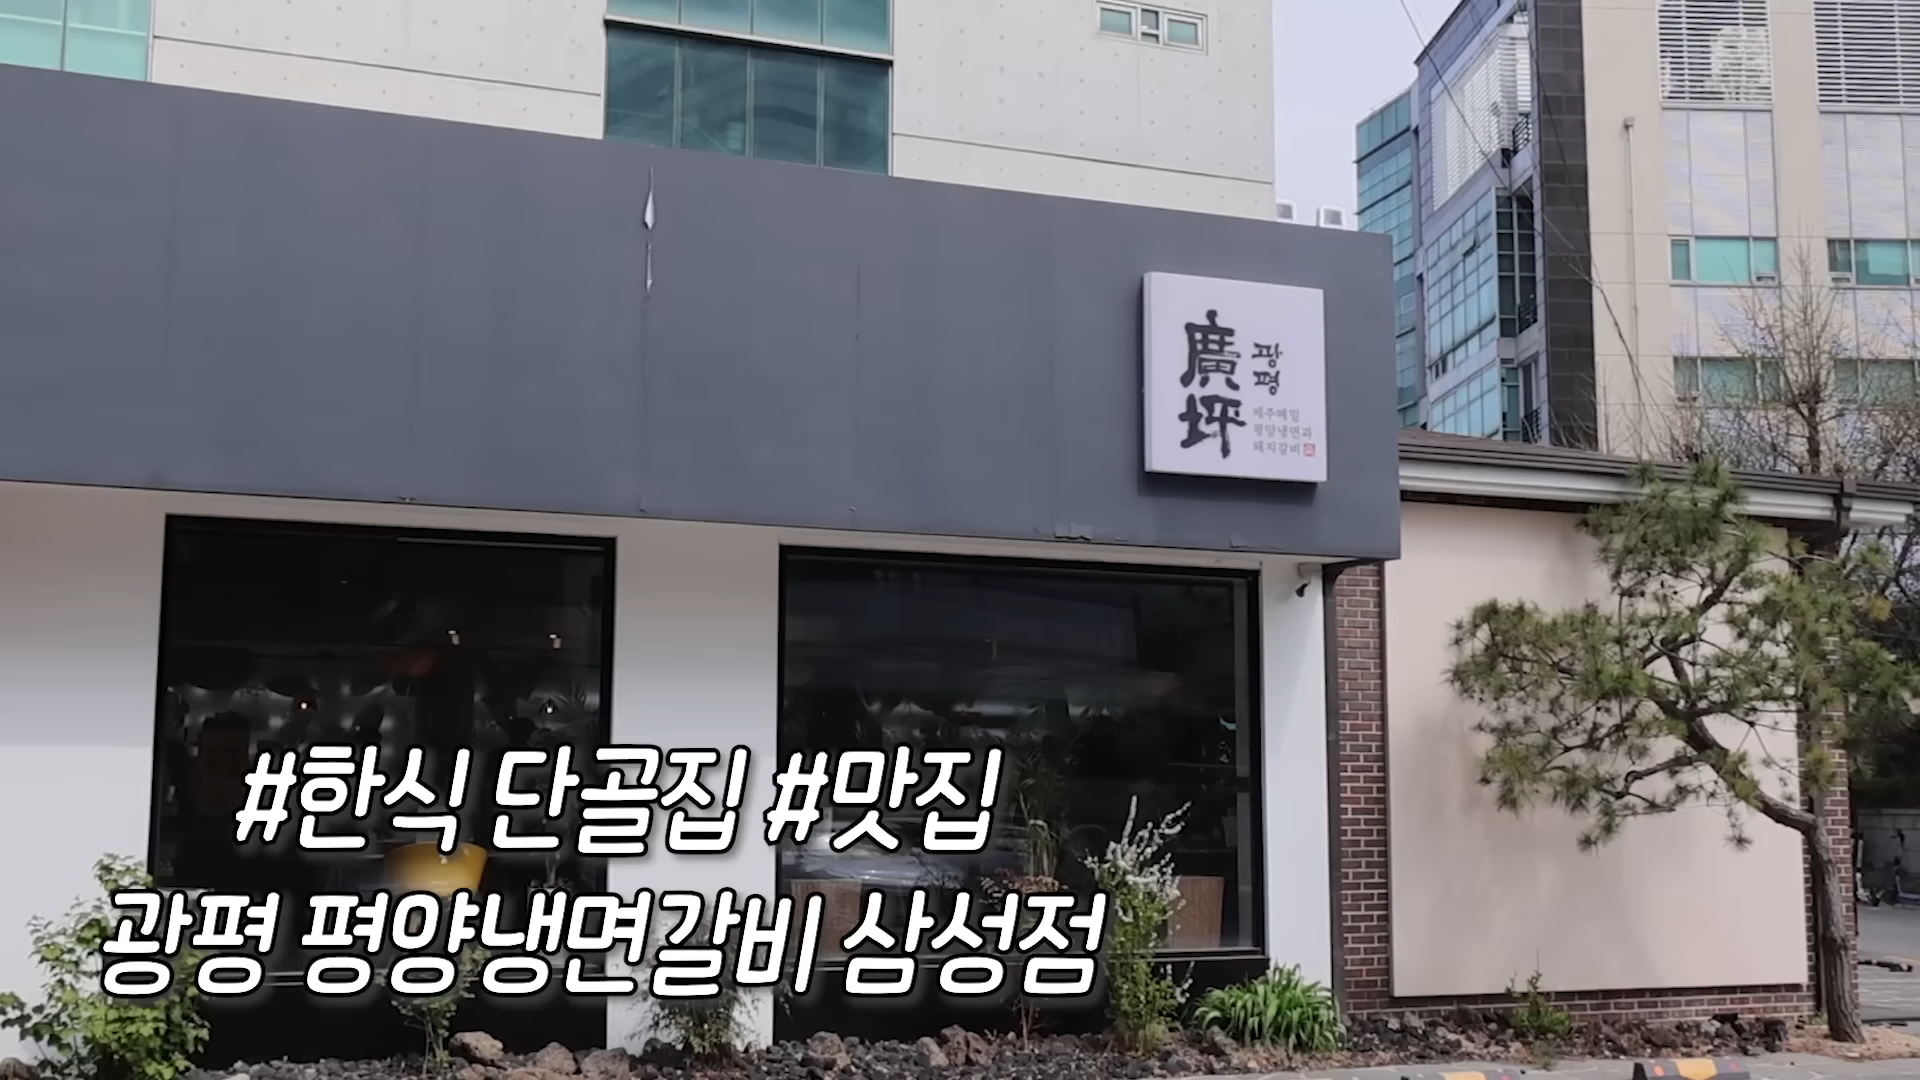 廣坪
광평
제주메밀
평양냉면과
돼지갈비
#한식 단골집 #맛집
광평 평양냉면갈비 삼성점